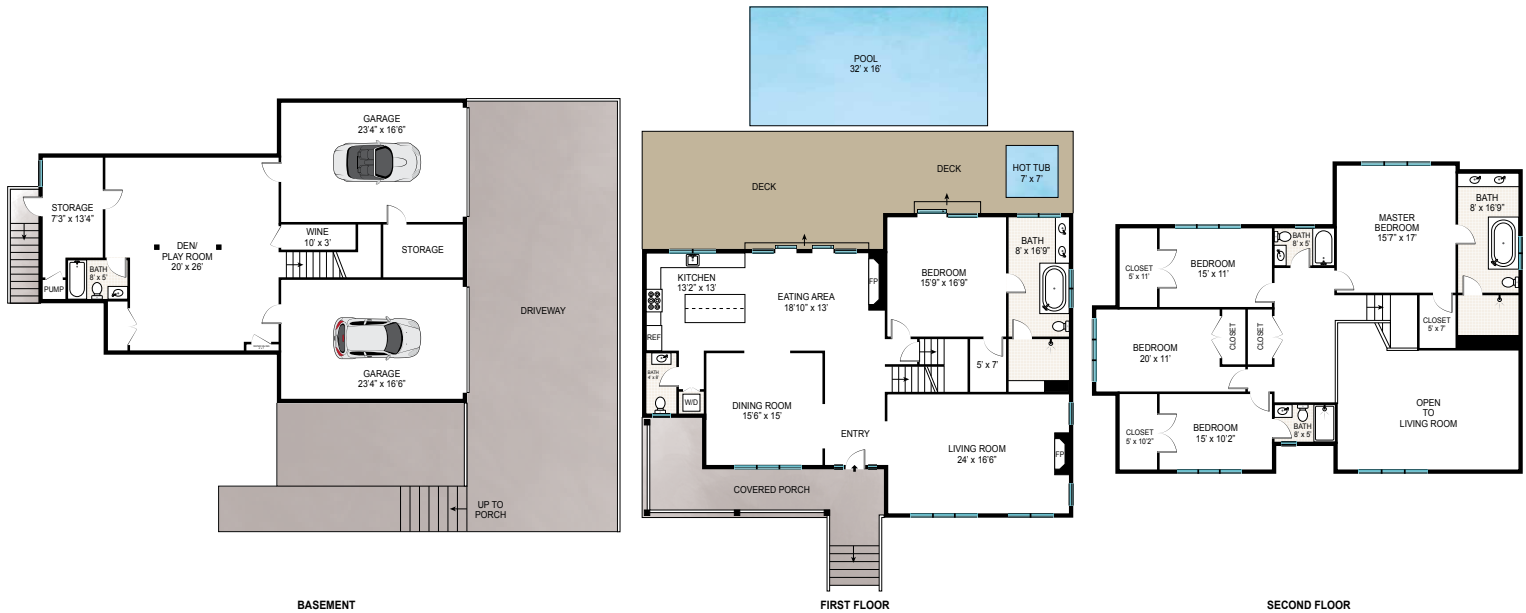 GARAGE
23'4" x 16'6"
STORAGE
7'3" x 13'4"
DEN/
PLAY ROOM
20' x 26'
WINE
10' x 3'
STORAGE
BATH
8' x 5'
PUMP
GARAGE
23'4" x 16'6"
DRIVEWAY
UP TO
PORCH
BASEMENT
POOL
32' x 16'
DECK
DECK
HOT TUB
7' x 7'
KITCHEN
13'2" x 13'
EATING AREA
18'10" x 13'
FP
BEDROOM
15'9" x 16'9"
BATH
8' x 16'9"
REF
BATH
W/D
DINING ROOM
15'6" x 15'
5' x 7'
ENTRY
LIVING ROOM
24' x 16'6"
FP
COVERED PORCH
FIRST FLOOR
MASTER
BEDROOM
15'7" x 17'
BATH
8' x 16'9"
CLOSET
5' x 11'
BEDROOM
15' x 11'
BATH
8' x 5'
CLOSET
5' x 7'
BEDROOM
20' x 11'
CLOSET
CLOSET
OPEN
TO
LIVING ROOM
CLOSET
5' x 10'2"
BEDROOM
15' x 10'2"
BATH
8' x 5'
SECOND FLOOR